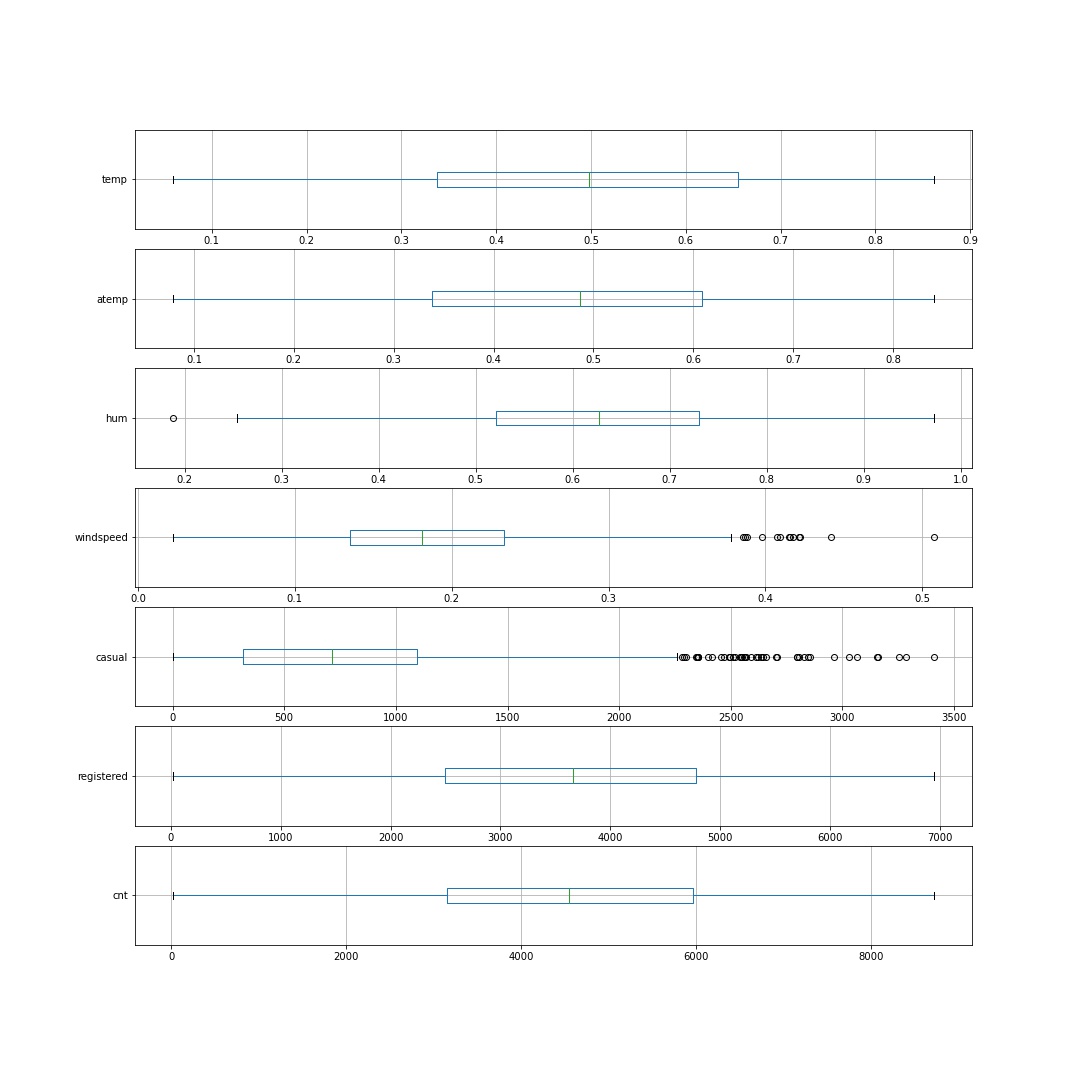 temp
0.1 0.2 0.3 0.4 0.5 0.6 0.7 0.8 0.9
atemp
0.1 0.2 0.3 0.4 0.5 0.6 0.7 0.8
hum
0.2 0.3 0.4 0.5 0.6 0.7 0.8 0.9 1.0
windspeed
0.0 0.1 0.2 0.3 0.4 0.5
casual
0 500 1000 1500 2000 2500 3000 3500
registered
0 1000 2000 3000 4000 5000 6000 7000
cnt
0 2000 4000 6000 8000